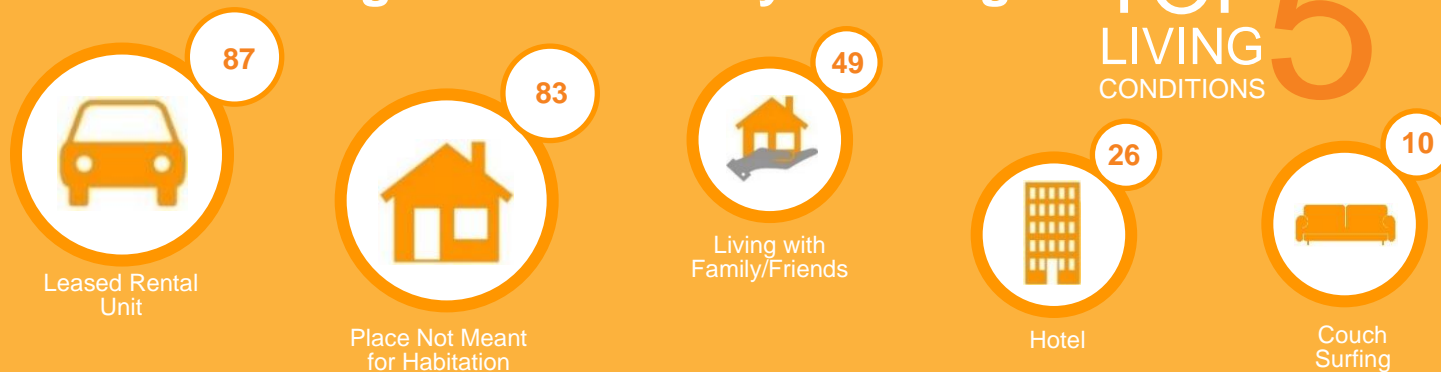 LIVING
5
CONDITIONS
87
Leased Rental
Unit
83
Place Not Meant
for Habitation
49
Living with
Family/Friends
26
Hotel
10
Couch
Surfing